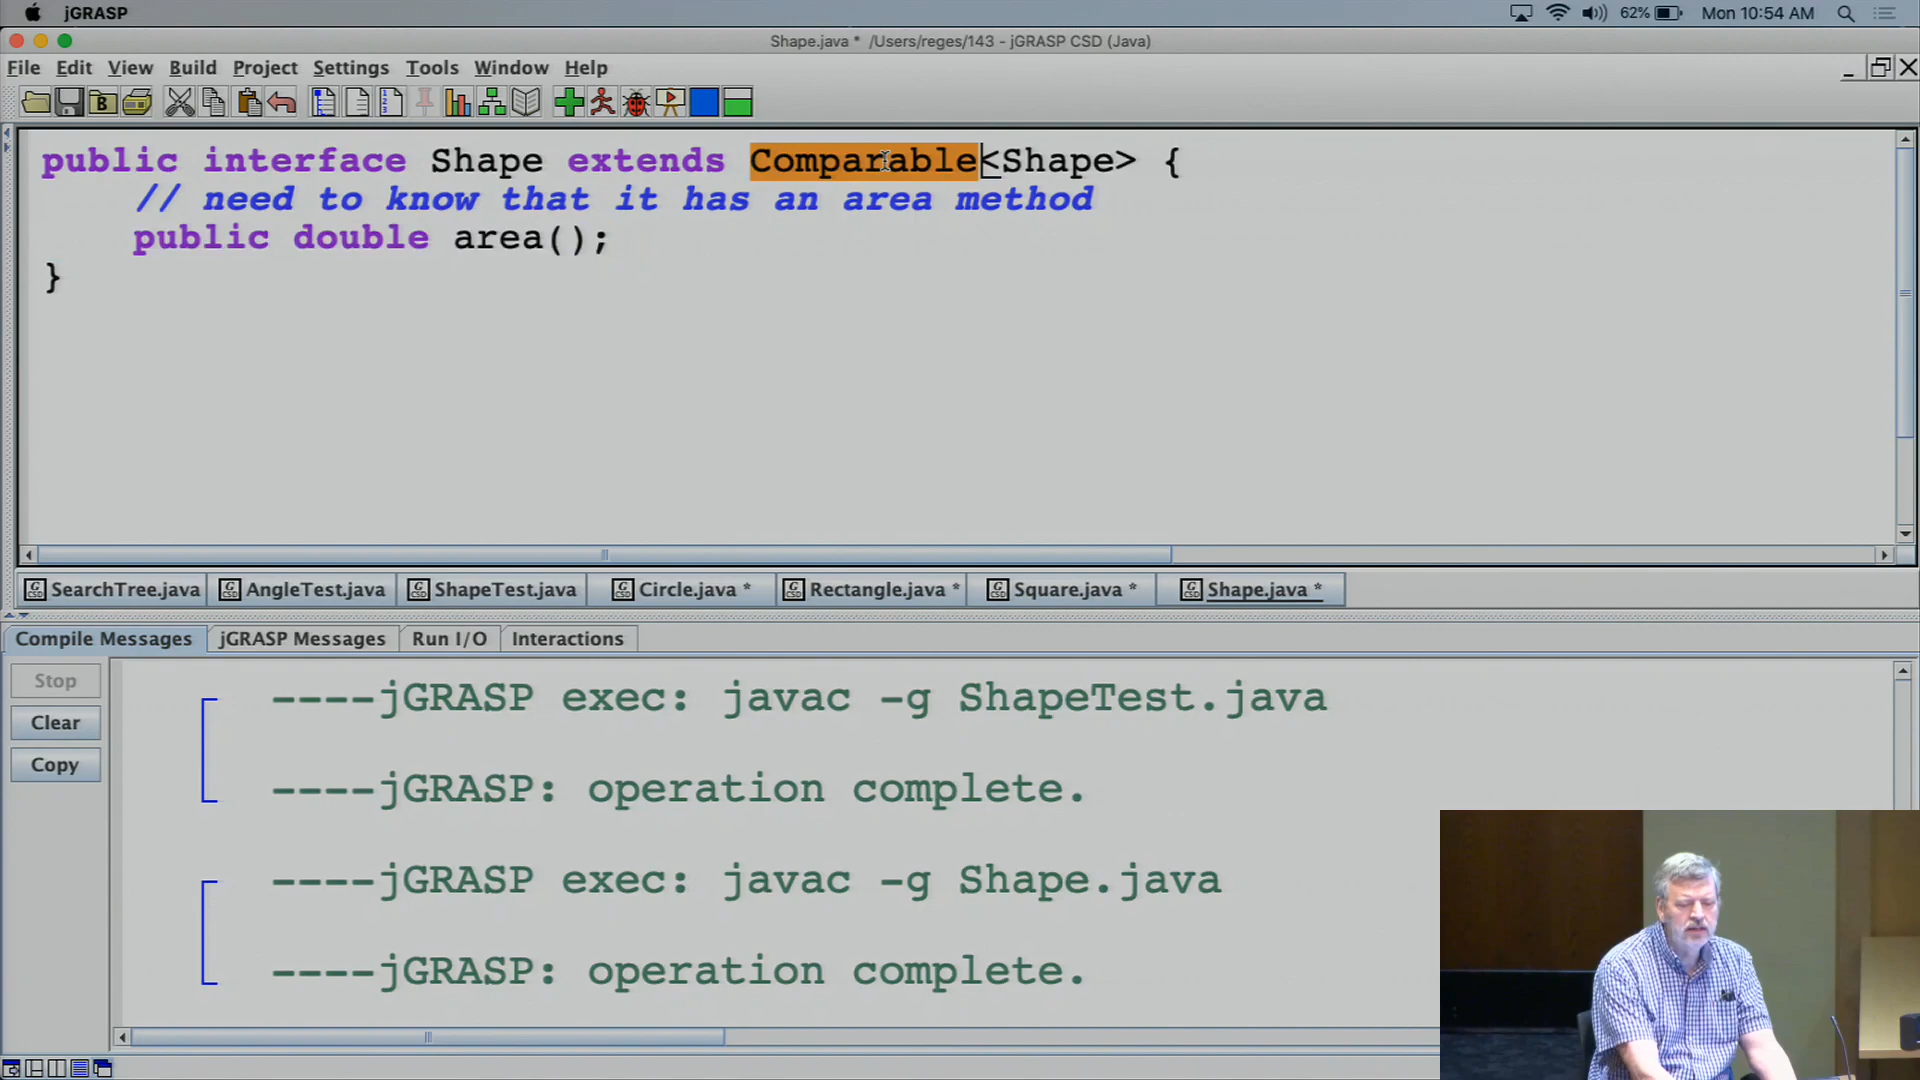 jGRASP 62% Mon 10:54 AM
Shape.java * /Users/reges/143 - jGRASP CSD (Java)
File Edit View Build Project Settings Tools Window Help
public interface Shape extends Comparable<Shape> {
// need to know that it has an area method
public double area();
}
SearchTree.java AngleTest.java ShapeTest.java Circle.java * Rectangle.java * Square.java * Shape.java *
Compile Messages jGRASP Messages Run I/O Interactions
Stop
Clear
Copy
----jGRASP exec: javac -g ShapeTest.java
----jGRASP: operation complete.
----jGRASP exec: javac -g Shape.java
----jGRASP: operation complete.